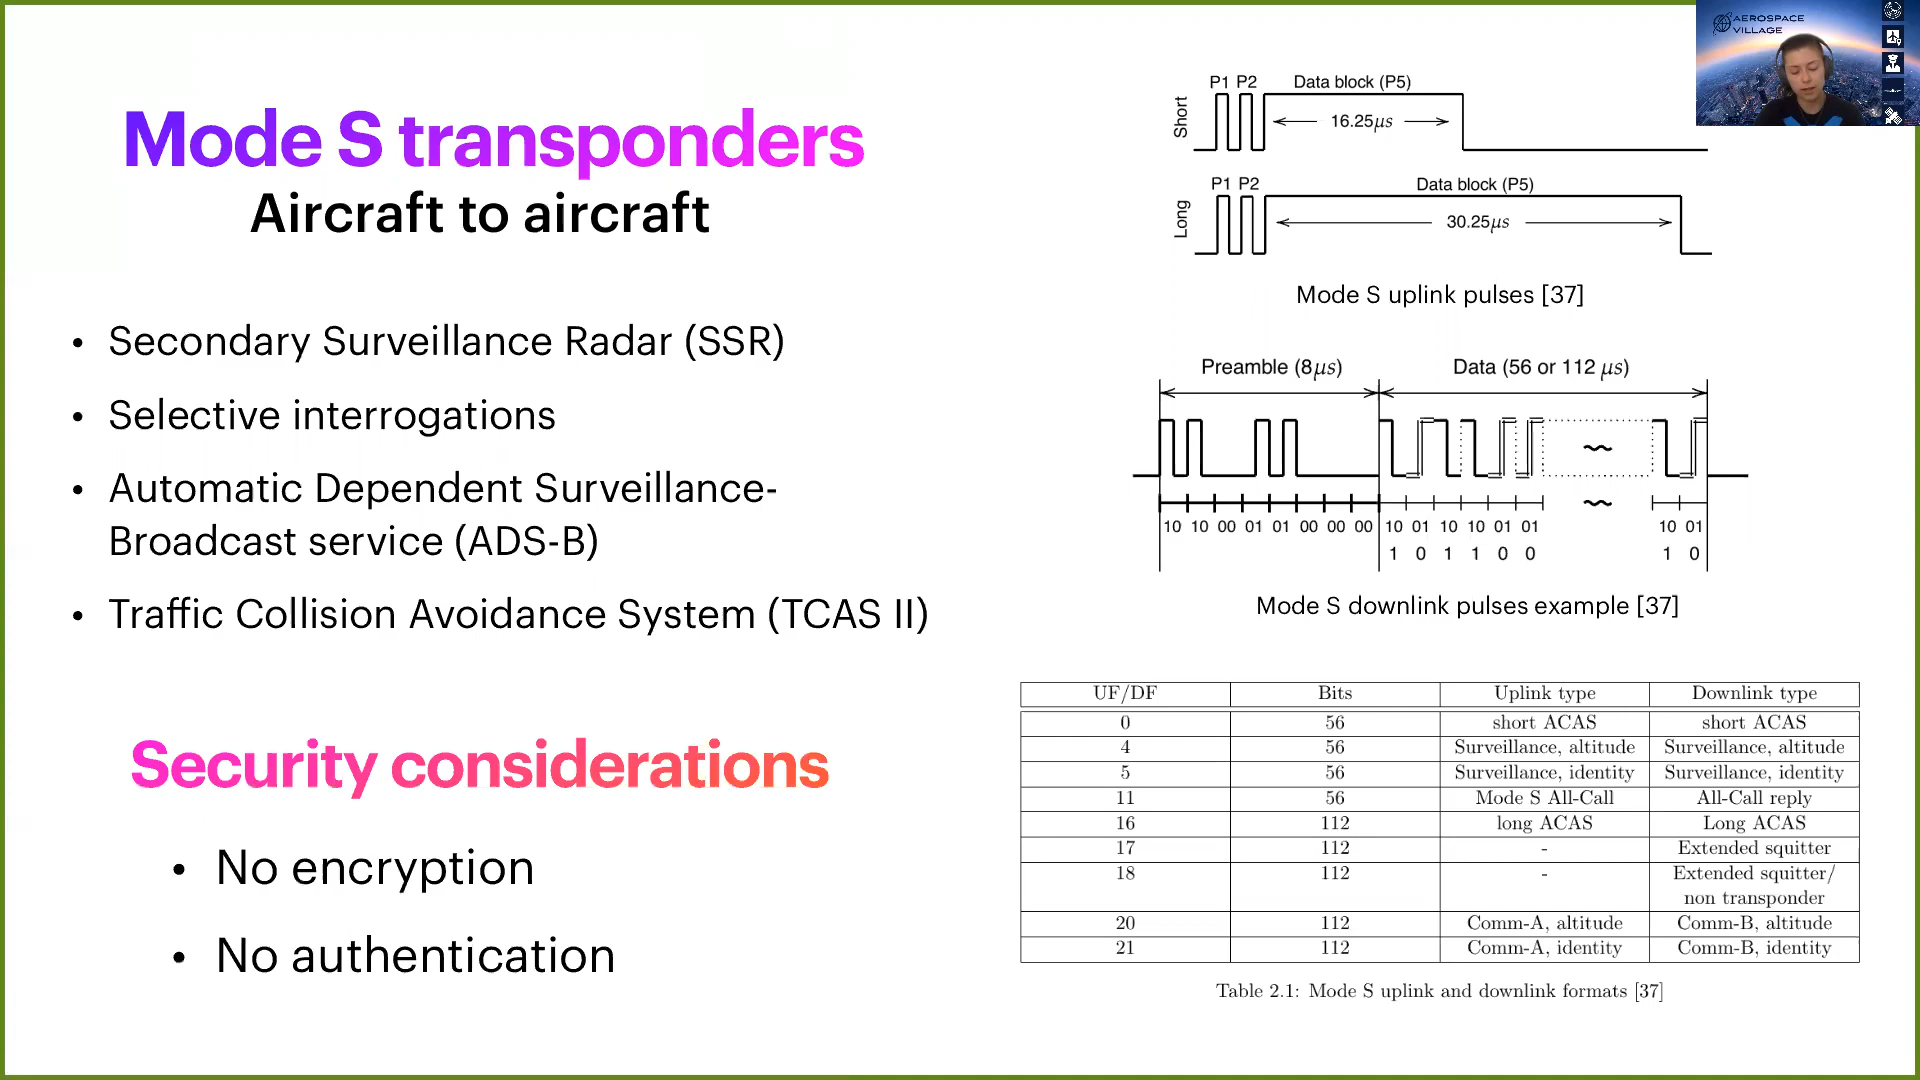 Mode S transponders
Aircraft to aircraft
• Secondary Surveillance Radar (SSR)
• Selective interrogations
• Automatic Dependent Surveillance-
Broadcast service (ADS-B)
• Traffic Collision Avoidance System (TCAS II)
Security considerations
• No encryption
• No authentication
AEROSPACE
VILLAGE
Short
P1 P2 Data block (P5)
16.25µs
Long
P1 P2 Data block (P5)
30.25µs
Mode S uplink pulses [37]
Preamble (8µs) Data (56 or 112 µs)
10 10 00 01 01 00 00 00 10 01 10 10 01 01 10 01
1 0 1 1 0 0 1 0
Mode S downlink pulses example [37]
UF/DF Bits Uplink type Downlink type
0 56 short ACAS short ACAS
4 56 Surveillance, altitude Surveillance, altitude
5 56 Surveillance, identity Surveillance, identity
11 56 Mode S All-Call All-Call reply
16 112 long ACAS Long ACAS
17 112 - Extended squitter
18 112 - Extended squitter/
non transponder
20 112 Comm-A, altitude Comm-B, altitude
21 112 Comm-A, identity Comm-B, identity
Table 2.1: Mode S uplink and downlink formats [37]